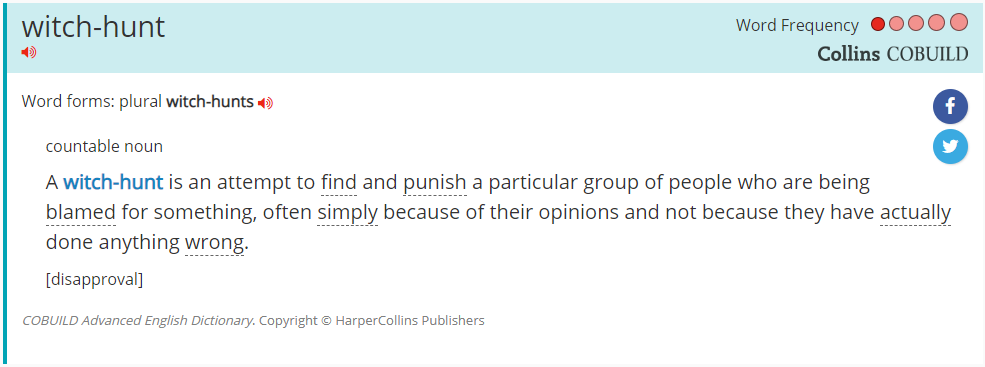 witch-hunt
Word Frequency
Collins COBUILD
Word forms: plural witch-hunts
countable noun
A witch-hunt is an attempt to find and punish a particular group of people who are being
blamed for something, often simply because of their opinions and not because they have actually
done anything wrong.
[disapproval]
COBUILD Advanced English Dictionary. Copyright © HarperCollins Publishers